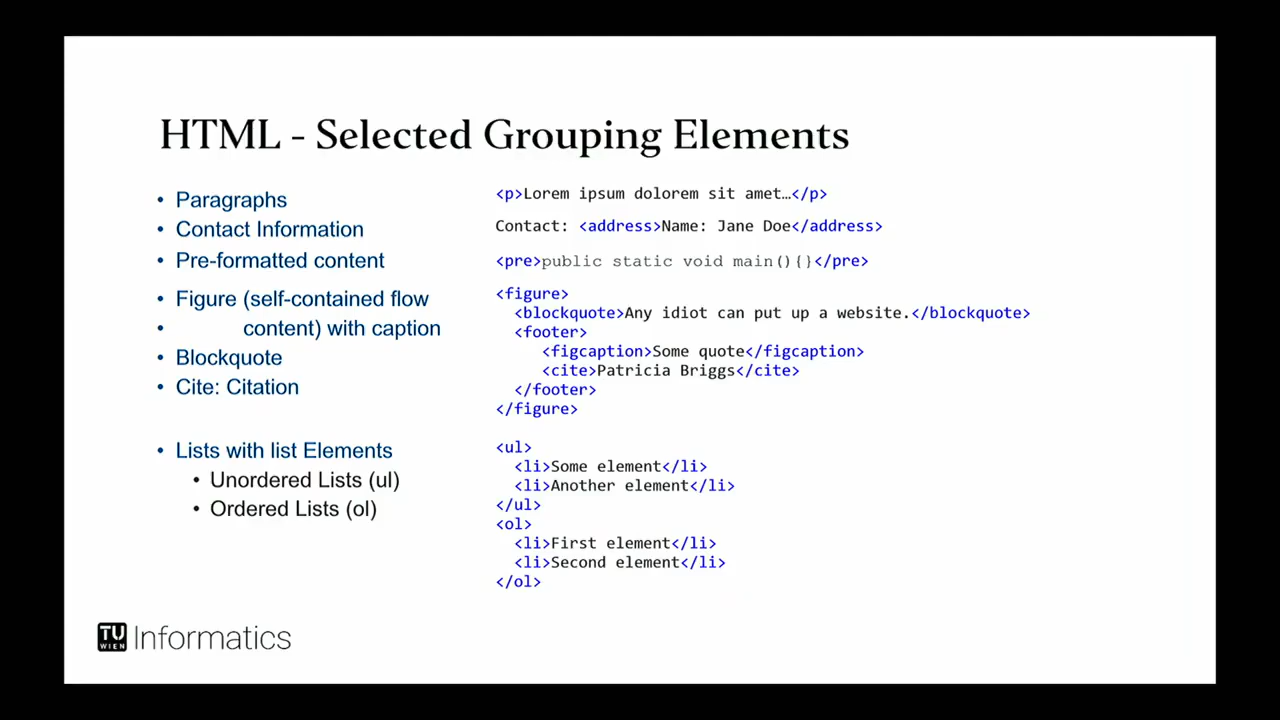 HTML - Selected Grouping Elements
• Paragraphs
• Contact Information
• Pre-formatted content
• Figure (self-contained flow
• content) with caption
• Blockquote
• Cite: Citation
• Lists with list Elements
• Unordered Lists (ul)
• Ordered Lists (ol)
<p>Lorem ipsum dolorem sit amet…</p>
Contact: <address>Name: Jane Doe</address>
<pre>public static void main(){}</pre>
<figure>
<blockquote>Any idiot can put up a website.</blockquote>
<footer>
<figcaption>Some quote</figcaption>
<cite>Patricia Briggs</cite>
</footer>
</figure>
<ul>
<li>Some element</li>
<li>Another element</li>
</ul>
<ol>
<li>First element</li>
<li>Second element</li>
</ol>
TU
WIEN
Informatics